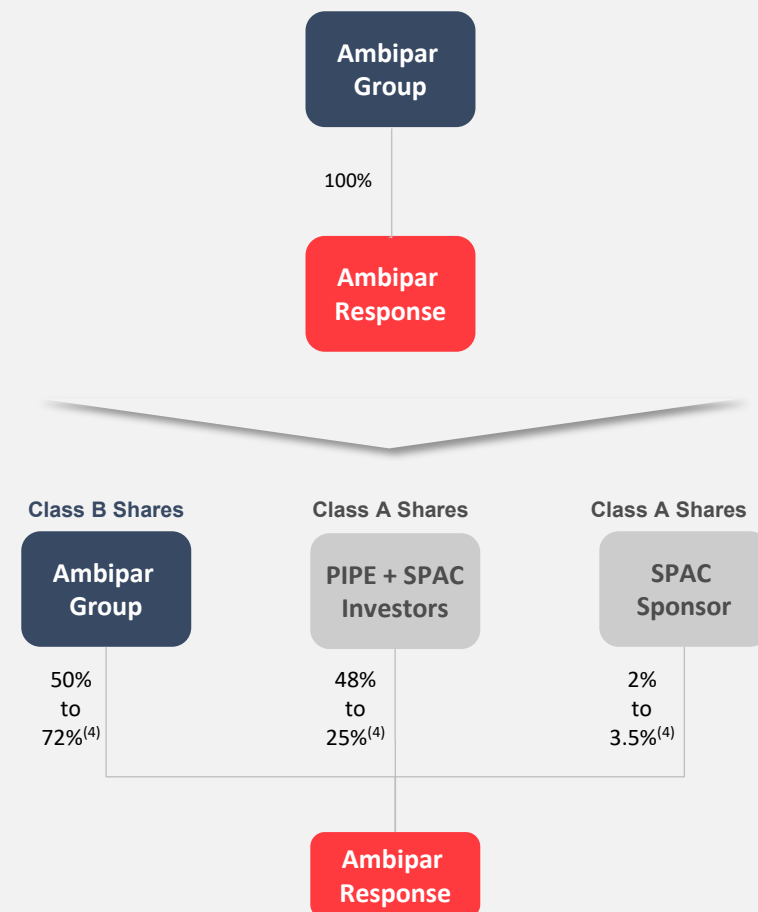 Ambipar
Group
100%
Ambipar
Response
Class B Shares
Ambipar
Group
50%
to
72%(4)
Class A Shares
PIPE + SPAC
Investors
48%
to
25%(4)
Class A Shares
SPAC
Sponsor
2%
to
3.5%(4)
Ambipar
Response